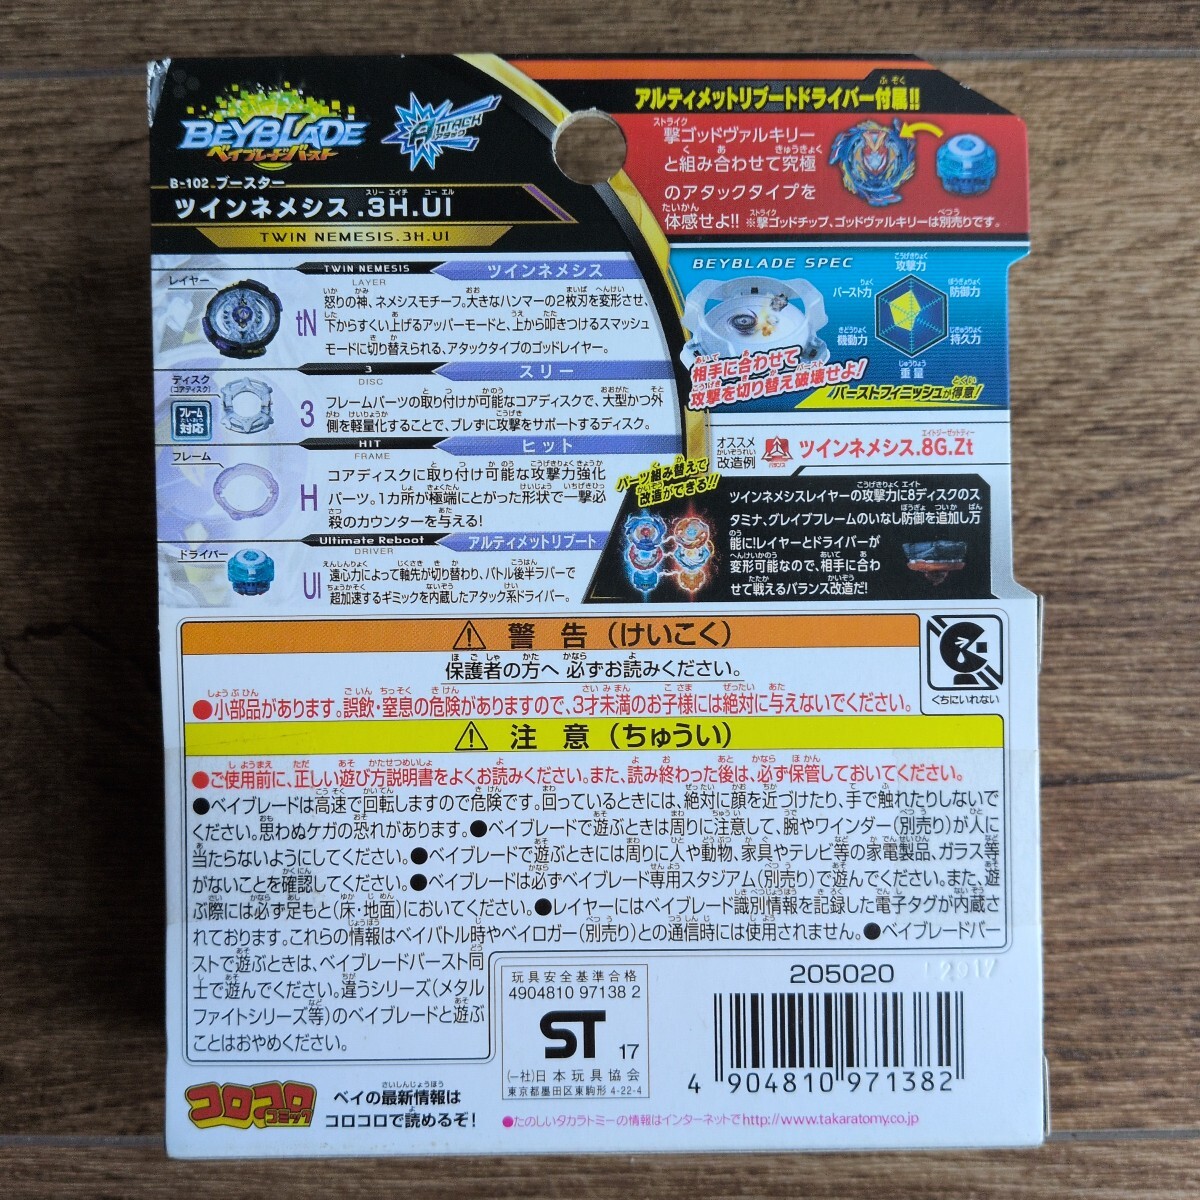 BEYBLADE
ベイブレードバースト
ATTACK
アタック
B-102 ブースター
スリー エイチ ユー エル
ツインネメシス.3H.Ul
TWIN NEMESIS.3H.Ul
アルティメットリブートドライバー付属!!
撃ゴッドヴァルキリー
と組み合わせて究極
のアタックタイプを
体感せよ!! ※撃ゴッドチップ、ゴッドヴァルキリーは別売りです。
レイヤー
TWIN NEMESIS
LAYER
ツインネメシス
tN
怒りの神、ネメシスモチーフ。大きなハンマーの2枚刃を変形させ、
下からすくい上げるアッパーモードと、上から叩きつけるスマッシュ
モードに切り替えられる、アタックタイプのゴッドレイヤー。
ディスク
(コアディスク)
フレーム
対応
3
DISC
スリー
3
フレームパーツの取り付けが可能なコアディスクで、大型かつ外
側を軽量化することで、ブレずに攻撃をサポートするディスク。
フレーム
HIT
FRAME
ヒット
H
コアディスクに取り付け可能な攻撃力強化
パーツ。1カ所が極端にとがった形状で一撃必
殺のカウンターを与える!
ドライバー
Ultimate Reboot
DRIVER
アルティメットリブート
Ul
遠心力によって軸先が切り替わり、バトル後半ラバーで
超加速するギミックを内蔵したアタック系ドライバー。
BEYBLADE SPEC
攻撃力
防御力
持久力
重量
機動力
バースト力
相手に合わせて
攻撃を切り替え破壊せよ!
バーストフィニッシュが得意!
オススメ
改造例
バランス
エイトジーゼットティー
ツインネメシス.8G.Zt
パーツ組み替えで
改造ができる!!
ツインネメシスレイヤーの攻撃力に8ディスクのス
タミナ、グレイブフレームのいなし防御を追加し万
能に!レイヤーとドライバーが
変形可能なので、相手に合わ
せて戦えるバランス改造だ!
警 告 (けいこく)
保護者の方へ 必ずお読みください。
●小部品があります。誤飲・窒息の危険がありますので、3才未満のお子様には絶対に与えないでください。
くちにいれない
注 意 (ちゅうい)
●ご使用前に、正しい遊び方説明書をよくお読みください。また、読み終わった後は、必ず保管しておいてください。
●ベイブレードは高速で回転しますので危険です。回っているときには、絶対に顔を近づけたり、手で触れたりしないで
ください。思わぬケガの恐れがあります。●ベイブレードで遊ぶときは周りに注意して、腕やワインダー(別売り)が人に
当たらないようにしてください。●ベイブレードで遊ぶときには周りに人や動物、家具やテレビ等の家電製品、ガラス等
がないことを確認してください。●ベイブレードは必ずベイブレード専用スタジアム(別売り)で遊んでください。また、遊
ぶ際には必ず足もと(床・地面)においてください。●レイヤーにはベイブレード識別情報を記録した電子タグが内蔵さ
れております。これらの情報はベイバトル時やベイロガー(別売り)との通信時には使用されません。●ベイブレードバー
ストで遊ぶときは、ベイブレードバースト同
士で遊んでください。違うシリーズ(メタル
ファイトシリーズ等)のベイブレードと遊ぶ
ことはおやめください。
玩具安全基準合格
4904810 97138 2
ST 17
(一社)日本玩具協会
東京都墨田区東駒形 4-22-4
205020
4 904810 971382
コロコロ
コミック
ベイの最新情報は
コロコロで読めるぞ!
●たのしいタカラトミーの情報はインターネットで http://www.takaratomy.co.jp